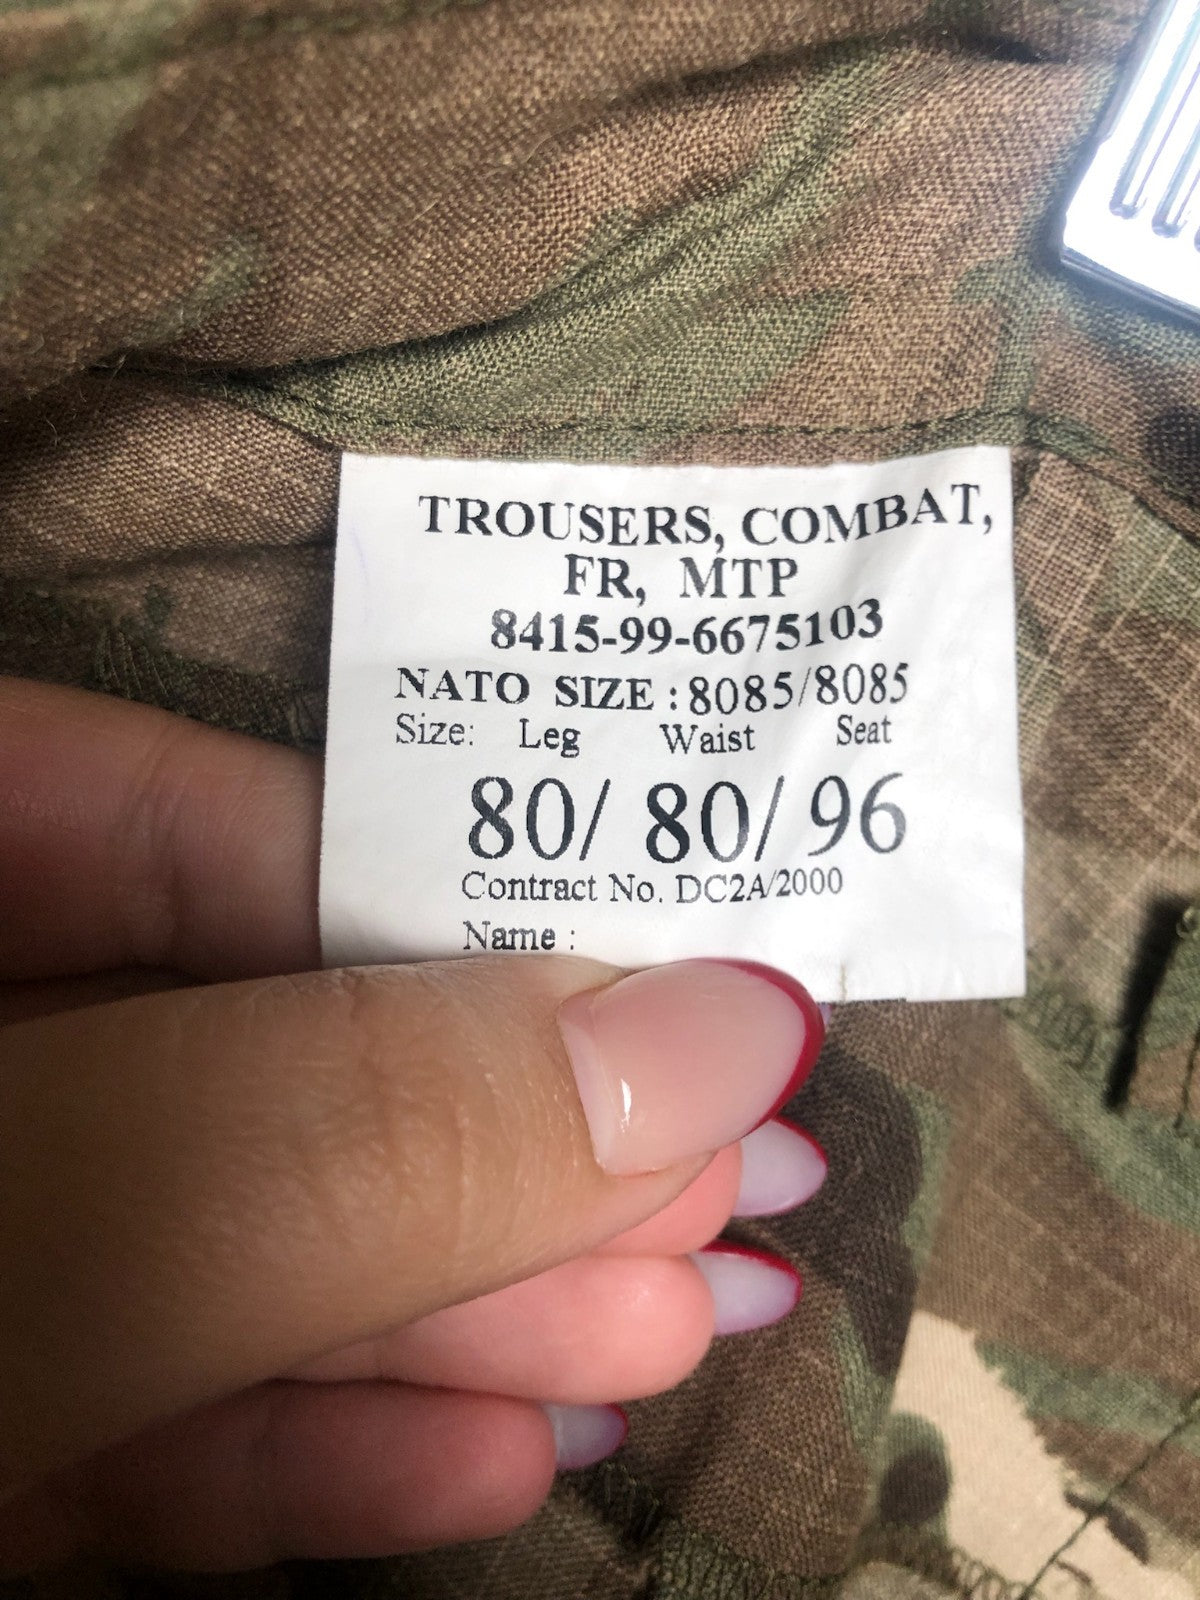 TROUSERS, COMBAT,
FR, MTP
8415-99-6675103
NATO SIZE : 8085/8085
Size: Leg Waist Seat
80/ 80/ 96
Contract No. DC2A/2000
Name :